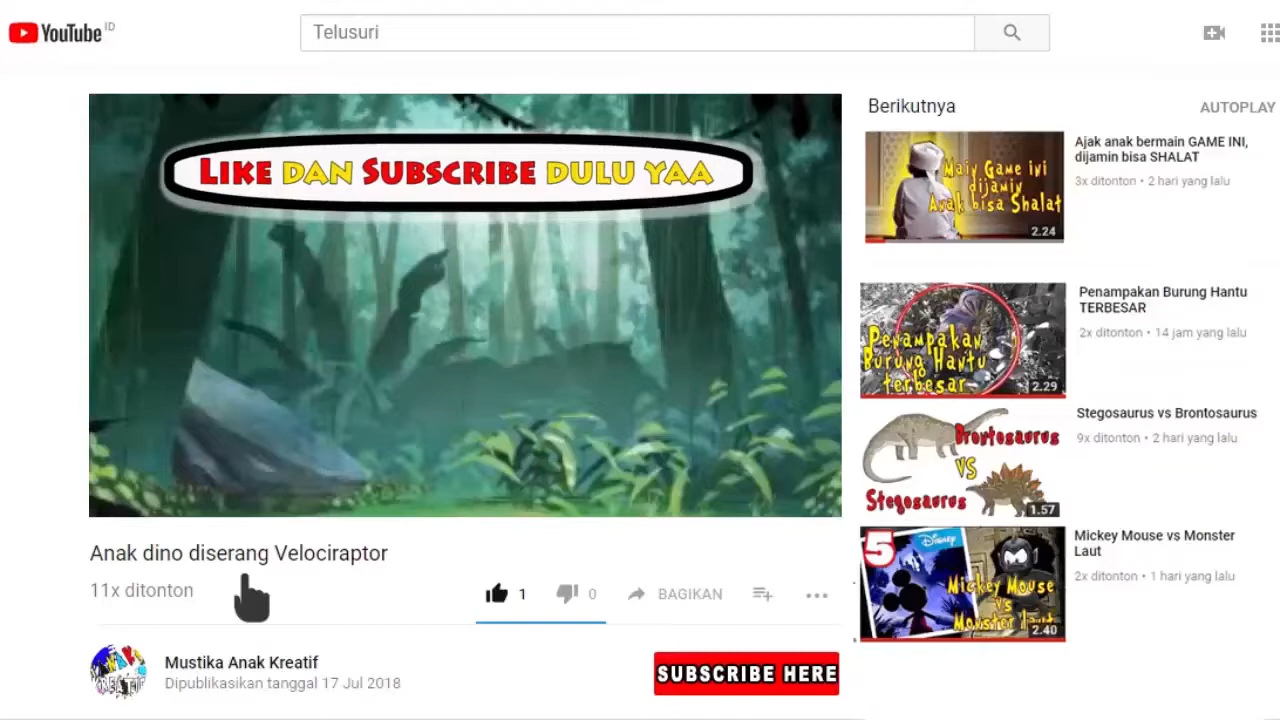 YouTube ID
Telusuri
LIKE DAN SUBSCRIBE DULU YAA
Anak dino diserang Velociraptor
11x ditonton
1
0
BAGIKAN
Mustika Anak Kreatif
Dipublikasikan tanggal 17 Jul 2018
SUBSCRIBE HERE
Berikutnya
AUTOPLAY
Main Game ini
dijamin
Anak bisa Shalat
2.24
Ajak anak bermain GAME INI,
dijamin bisa SHALAT
3x ditonton • 2 hari yang lalu
Penampakan
Burung Hantu
terbesar
2.29
Penampakan Burung Hantu
TERBESAR
2x ditonton • 14 jam yang lalu
Brontosaurus
VS
Stegosaurus
1.57
Stegosaurus vs Brontosaurus
9x ditonton • 2 hari yang lalu
5
Disney
Mickey Mouse
vs
Monster laut
2.40
Mickey Mouse vs Monster
Laut
2x ditonton • 1 hari yang lalu